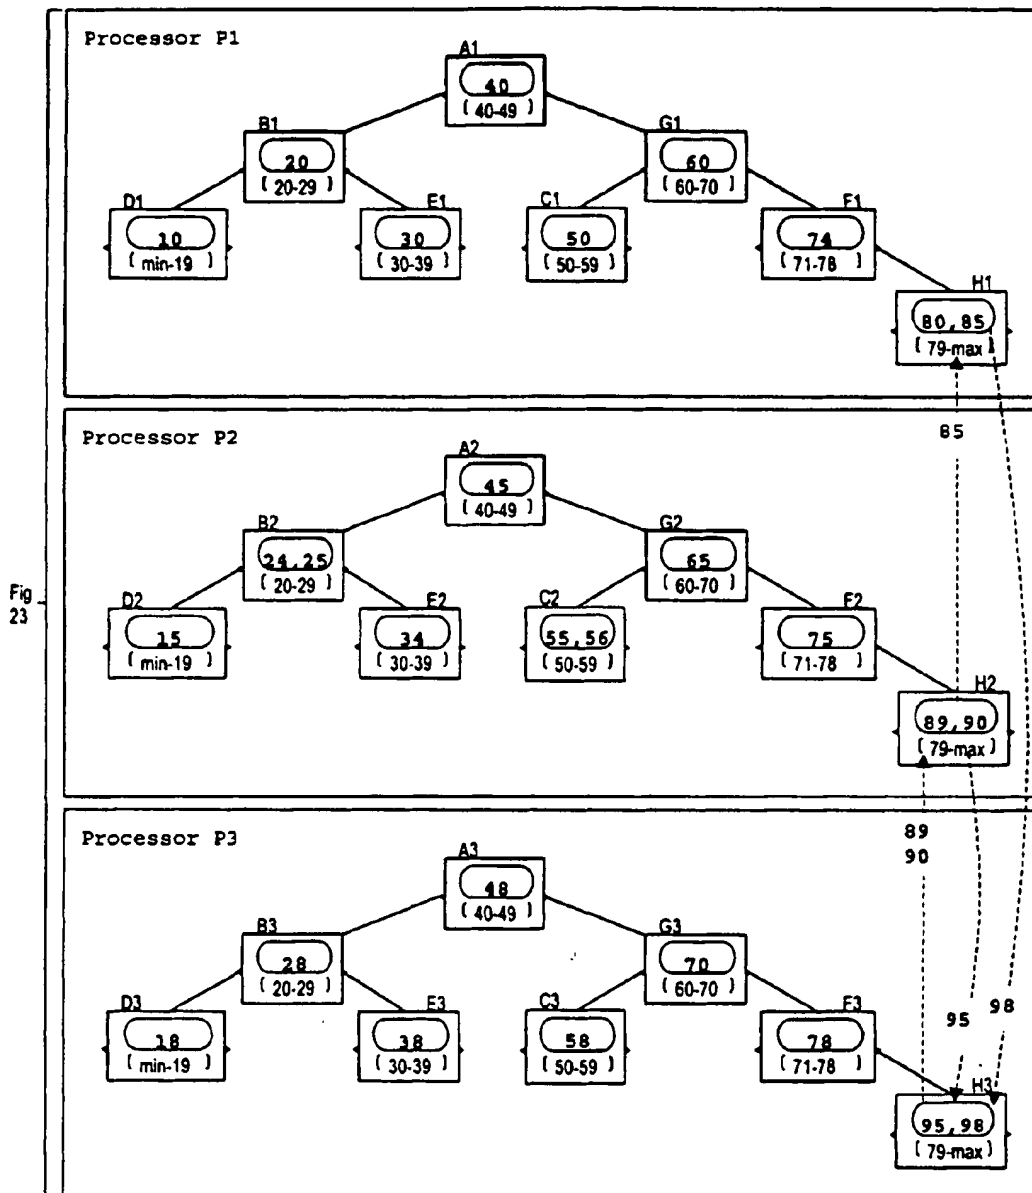 Processor P1
A1
40
( 40-49 )
B1
20
( 20-29 )
G1
60
( 60-70 )
D1
10
( min-19 )
E1
30
( 30-39 )
C1
50
( 50-59 )
F1
74
( 71-78 )
H1
80,85
( 79-max )
85
Processor P2
A2
45
( 40-49 )
B2
24,25
( 20-29 )
G2
65
( 60-70 )
Fig
23
D2
15
( min-19 )
E2
34
( 30-39 )
C2
55,56
( 50-59 )
F2
75
( 71-78 )
H2
89,90
( 79-max )
Processor P3
89
90
A3
48
( 40-49 )
B3
28
( 20-29 )
G3
70
( 60-70 )
D3
18
( min-19 )
E3
38
( 30-39 )
C3
58
( 50-59 )
F3
78
( 71-78 )
95
98
H3
95,98
( 79-max )